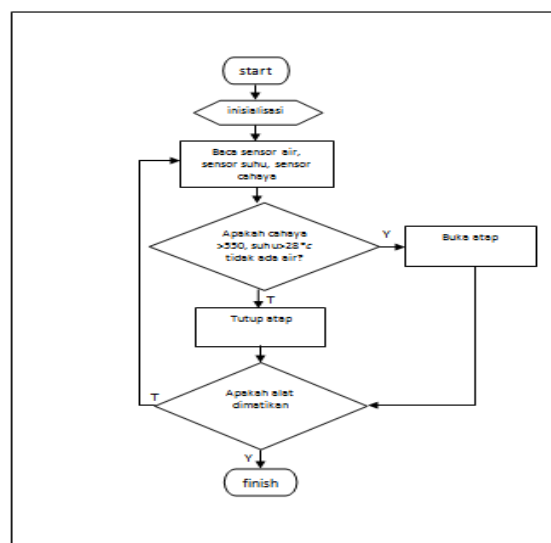 start
inisialisasi
Baca sensor air,
sensor suhu, sensor
cahaya
Apakah cahaya
>550, suhu>28°c
tidak ada air?
Y
Buka atap
T
Tutup atap
Apakah alat
dimatikan
T
Y
finish